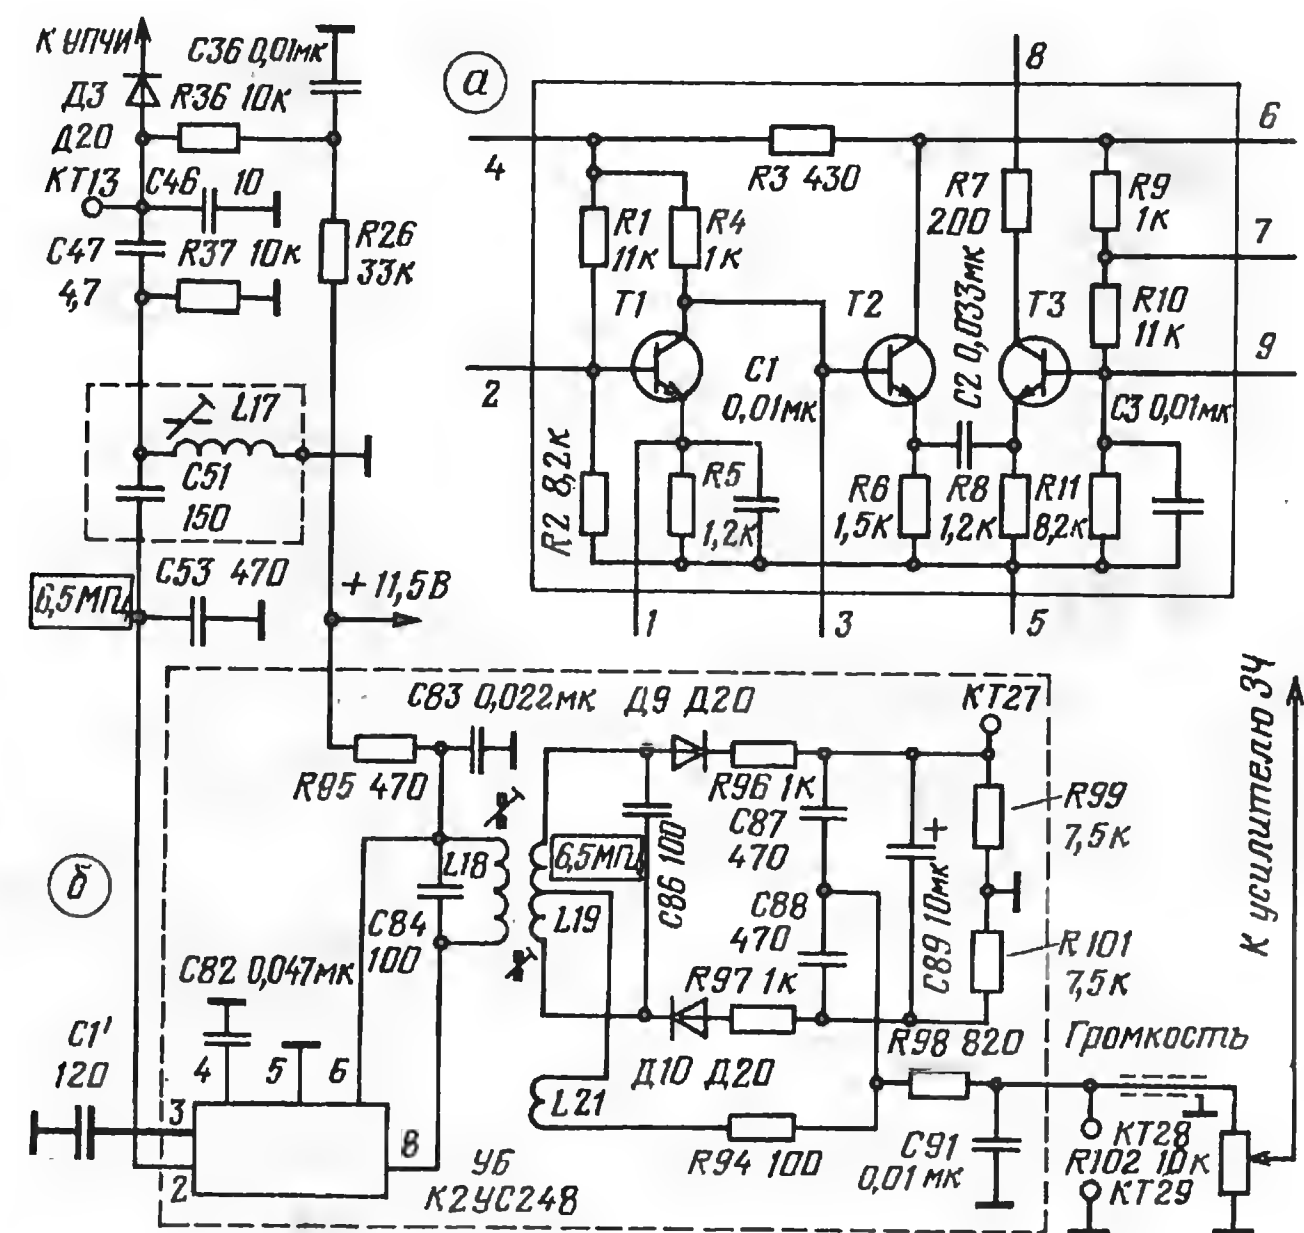 К УПЧИ
С36 0,01мк
Д3
Д20
R36 10к
КТ13
С46 10
С47
4,7
R37 10к
R26
33к
L17
С51
150
С53 470
6,5МГц
+ 11,5В
а
8
4
6
R3 430
R1
11к
R4
1к
R7
200
R9
1к
7
Т1
Т2
С2 0,033мк
Т3
R10
11к
9
2
С1
0,01мк
С3 0,01мк
R2 8,2к
R5
1,2к
R6
1,5к
R8
1,2к
R11
8,2к
1
3
5
б
С83 0,022мк
Д9 Д20
КТ27
R95 470
R96 1к
R99
7,5к
L18
6,5МГц
С86 100
С87
470
С89 10мк
+
С84
100
L19
С88
470
R101
7,5к
С82 0,047мк
R97 1к
R98 820
Громкость
К усилителю ЗЧ
С1'
120
4
5
6
Д10 Д20
L21
3
8
2
У6
К2УС248
R94 100
С91
0,01 мк
КТ28
R102 10к
КТ29